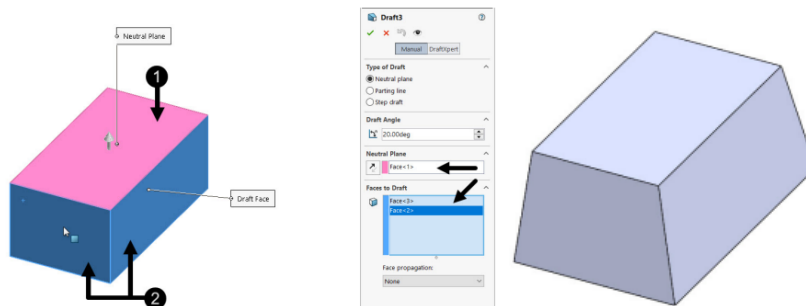 Neutral Plane
1
Draft Face
2
Draft3
Manual DraftXpert
Type of Draft
Neutral plane
Parting line
Step draft
Draft Angle
20.00deg
Neutral Plane
Face<1>
Faces to Draft
Face<3>
Face<2>
Face propagation:
None